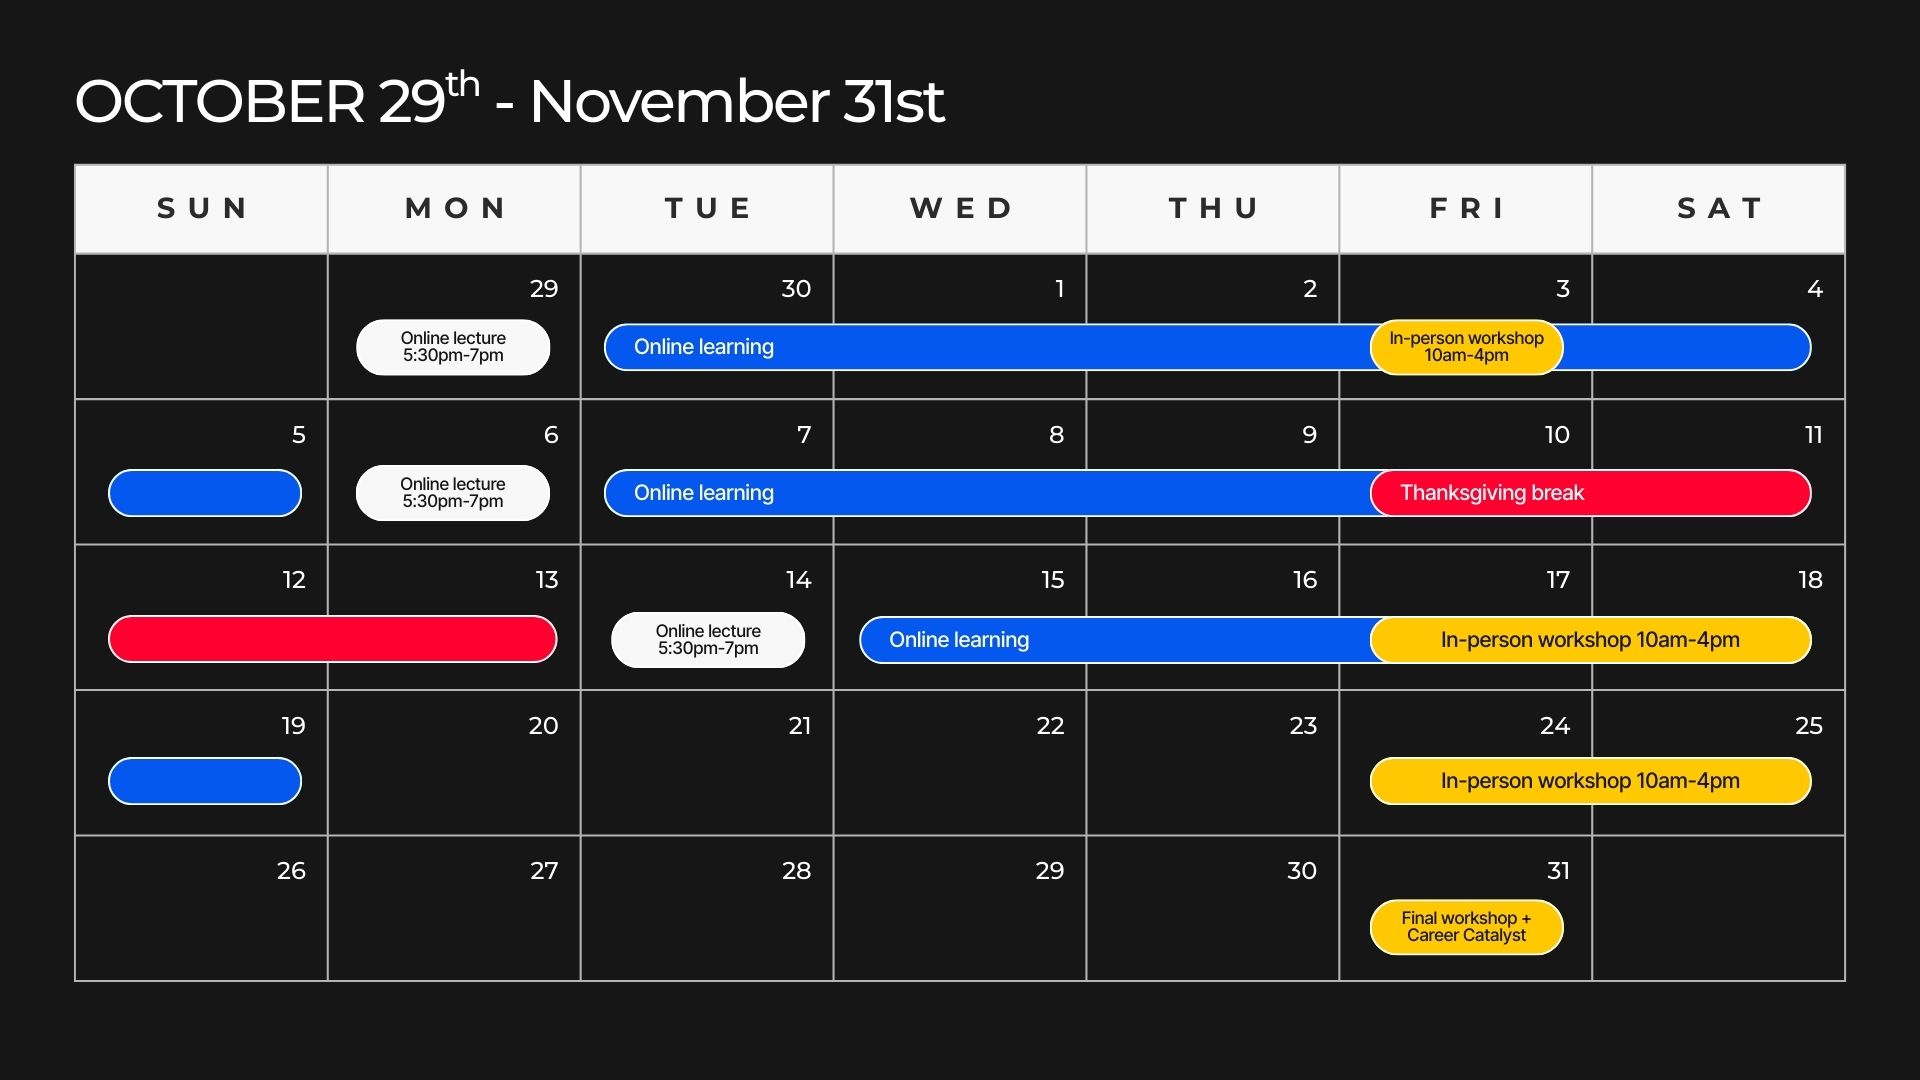 OCTOBER 29th - November 31st
SUN MON TUE WED THU FRI SAT
29 30 1 2 3 4
Online lecture
5:30pm-7pm
Online learning
In-person workshop
10am-4pm
5 6 7 8 9 10 11
Online lecture
5:30pm-7pm
Online learning
Thanksgiving break
12 13 14 15 16 17 18
Online lecture
5:30pm-7pm
Online learning
In-person workshop 10am-4pm
19 20 21 22 23 24 25
In-person workshop 10am-4pm
26 27 28 29 30 31
Final workshop +
Career Catalyst